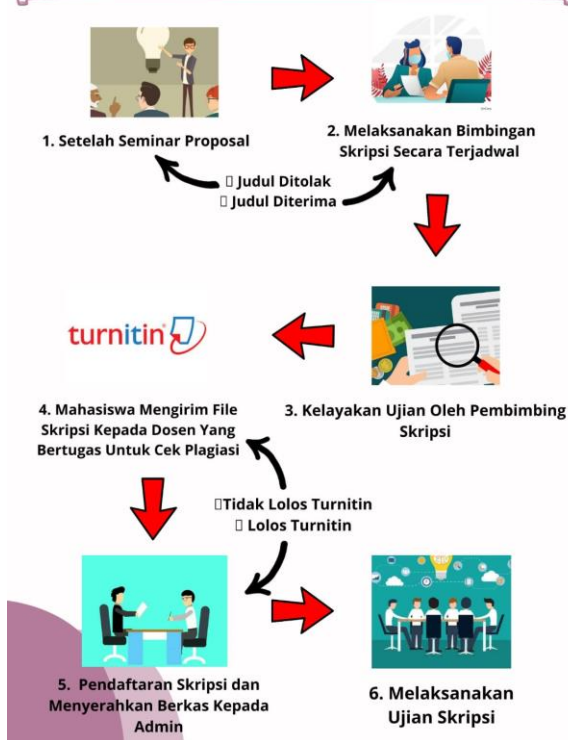 1. Setelah Seminar Proposal
2. Melaksanakan Bimbingan
Skripsi Secara Terjadwal
▯ Judul Ditolak
▯ Judul Diterima
turnitin
4. Mahasiswa Mengirim File
Skripsi Kepada Dosen Yang
Bertugas Untuk Cek Plagiasi
3. Kelayakan Ujian Oleh Pembimbing
Skripsi
▯Tidak Lolos Turnitin
▯ Lolos Turnitin
5. Pendaftaran Skripsi dan
Menyerahkan Berkas Kepada
Admin
6. Melaksanakan
Ujian Skripsi